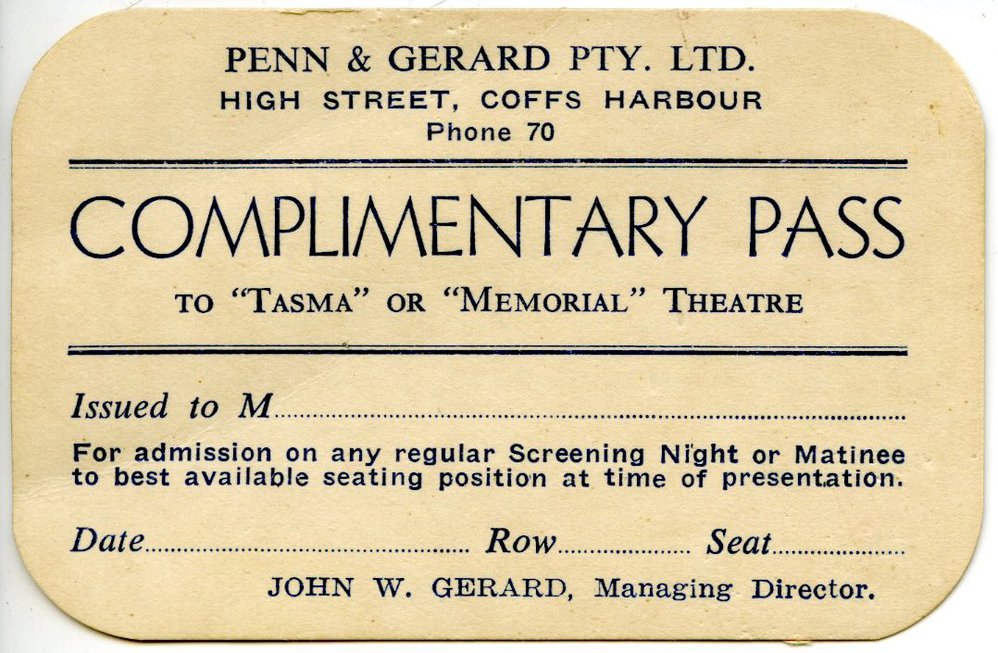 PENN & GERARD PTY. LTD.
HIGH STREET, COFFS HARBOUR
Phone 70
COMPLIMENTARY PASS
TO "TASMA" OR "MEMORIAL" THEATRE
Issued to M....................
For admission on any regular Screening Night or Matinee
to best available seating position at time of presentation.
Date.................... Row............ Seat............
JOHN W. GERARD, Managing Director.